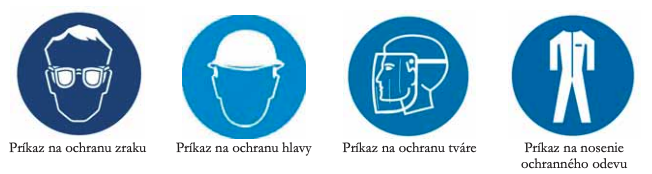 Príkaz na ochranu zraku
Príkaz na ochranu hlavy
Príkaz na ochranu tváre
Príkaz na nosenie
ochranného odevu